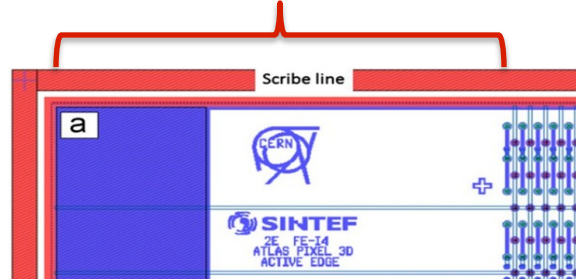 Scribe line
a
CERN
SINTEF
2E FE-I4
ATLAS PIXEL 3D
ACTIVE EDGE